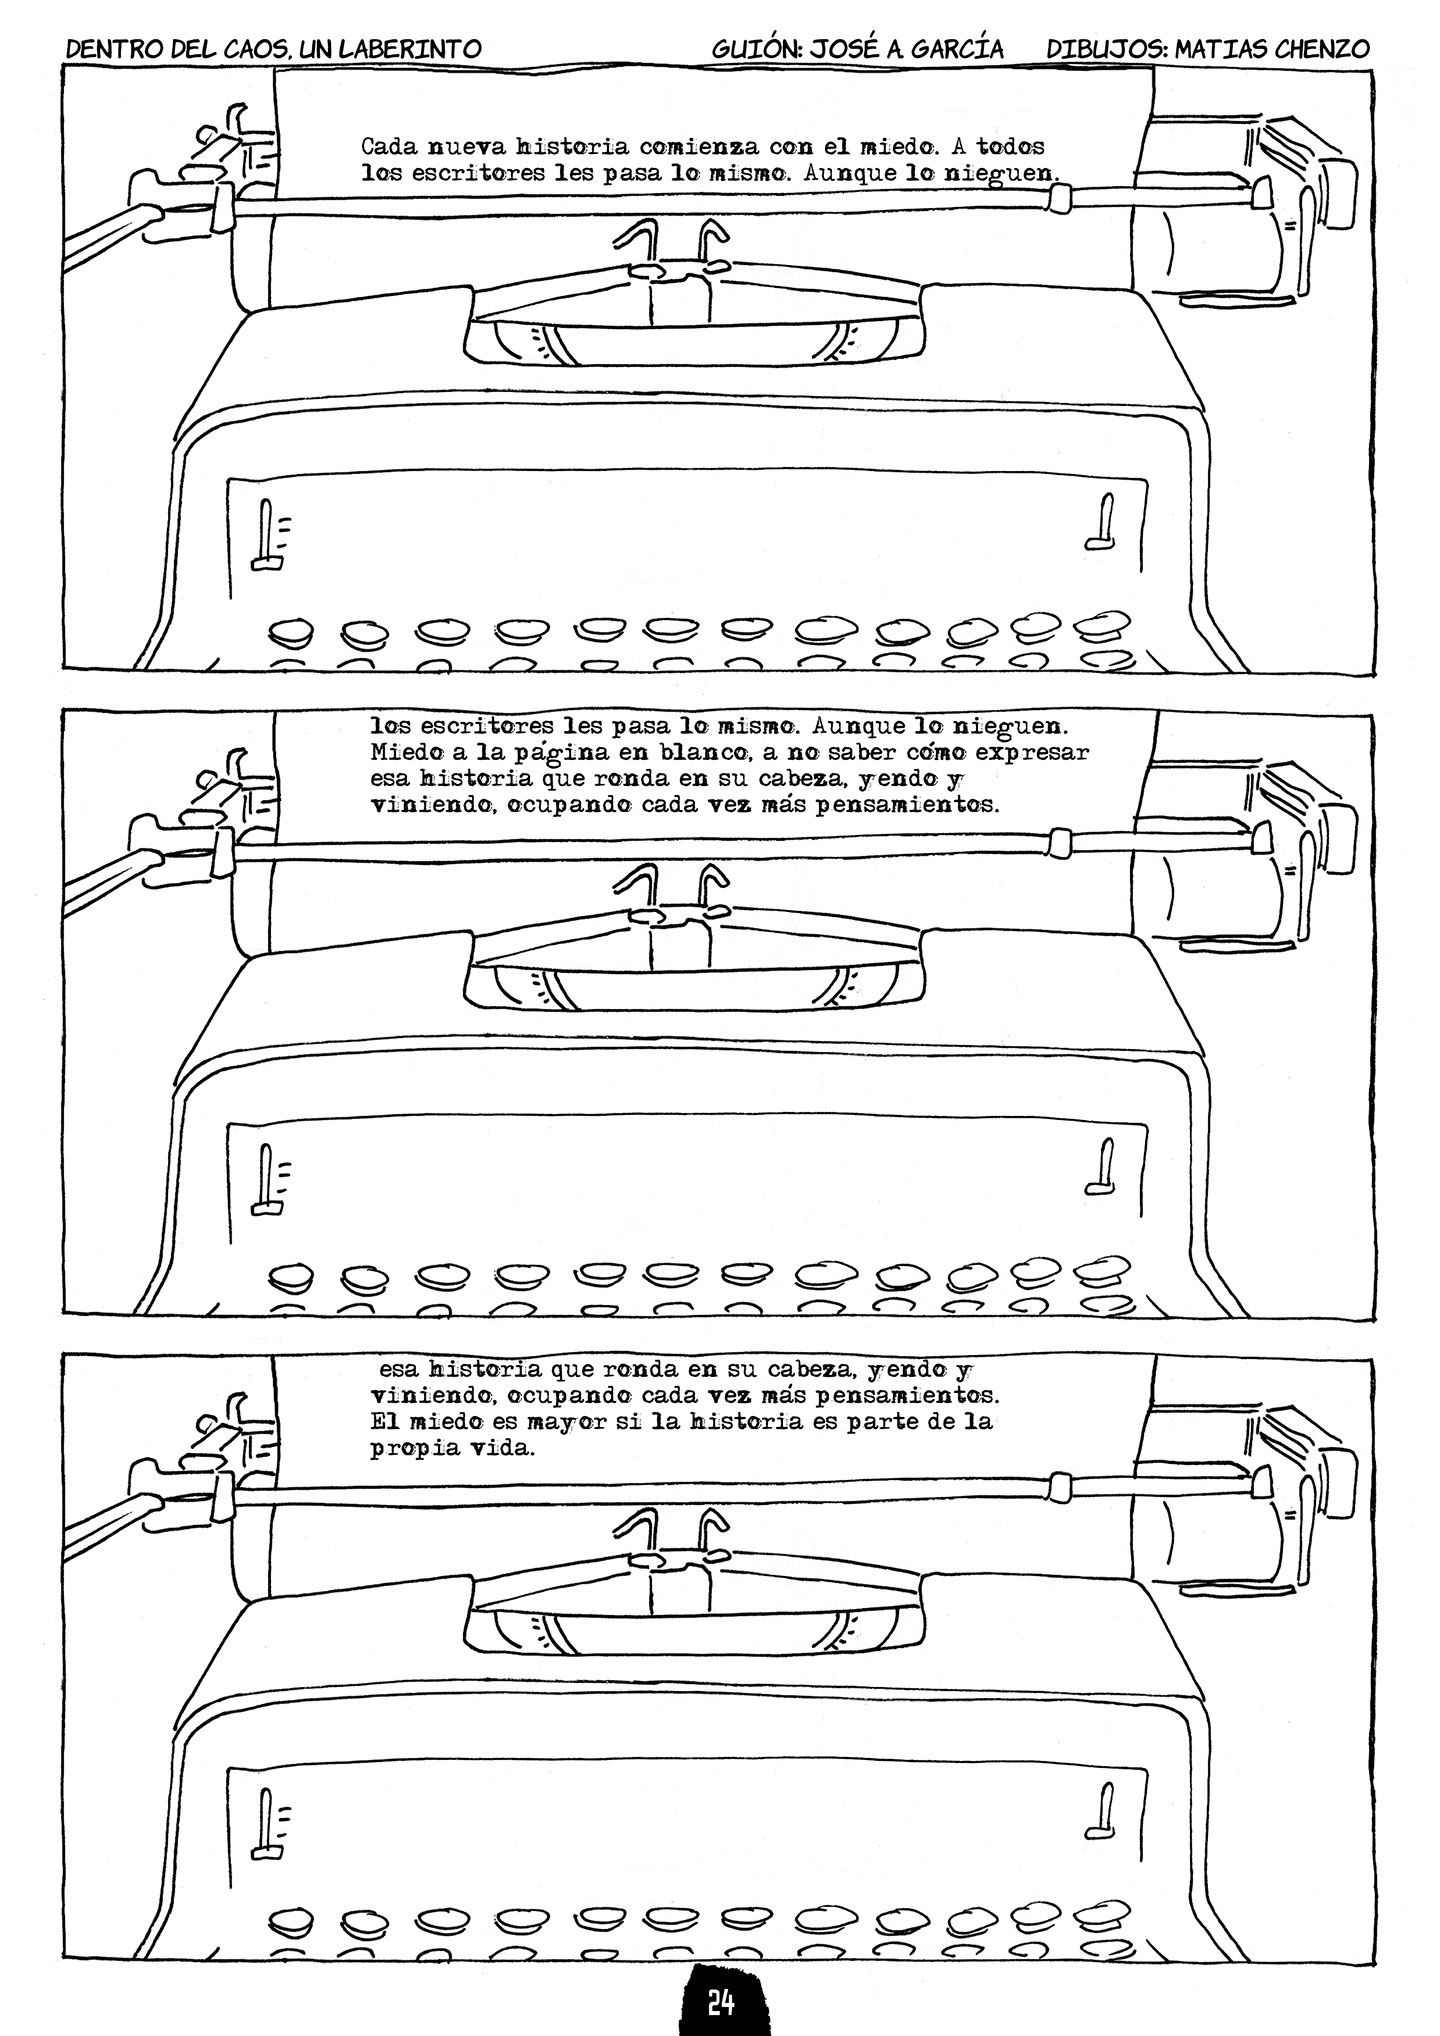 DENTRO DEL CAOS, UN LABERINTO
GUIÓN: JOSÉ A. GARCÍA
DIBUJOS: MATIAS CHENZO
Cada nueva historia comienza con el miedo. A todos
los escritores les pasa lo mismo. Aunque lo nieguen.
los escritores les pasa lo mismo. Aunque lo nieguen.
Miedo a la página en blanco, a no saber cómo expresar
esa historia que ronda en su cabeza, yendo y
viniendo, ocupando cada vez más pensamientos.
esa historia que ronda en su cabeza, yendo y
viniendo, ocupando cada vez más pensamientos.
El miedo es mayor si la historia es parte de la
propia vida.
24